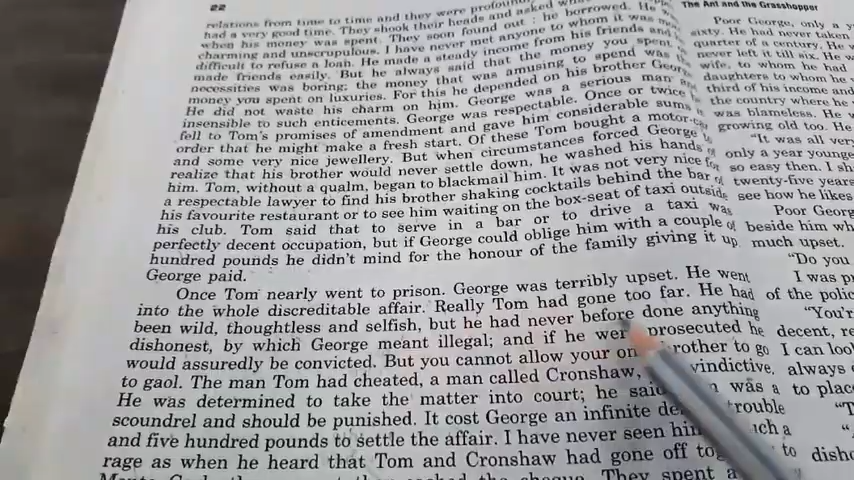 22
The Ant and the Grasshopper
relations from time to time and they were
had a very good time. They shook their heads and asked
when his money was spent. They soon found out: he borrowed. He
charming and unscrupulous. I have never met anyone to whom it was
difficult to refuse a loan. He made a steady income from his friends and
made friends easily. But he always said that the money you spent
necessities was boring; the money that was amusing to spend was
money you spent on luxuries. For this he depended on his brother George
He did not waste his charm on him. George was a serious man and
insensible to such enticements. George was respectable. Once or twice
fell to Tom's promises of amendment and gave him considerable sums
order that he might make a fresh start. Of these Tom bought a motor-
and some very nice jewellery. But when circumstances forced George
realize that his brother would never settle down, he washed his hands of
him. Tom, without a qualm, began to blackmail him. It was not very nice for
a respectable lawyer to find his brother shaking cocktails behind the bar of
his favourite restaurant or to see him waiting on the box-seat of taxi outside
his club. Tom said that to serve in a bar or to drive a taxi was
perfectly decent occupation, but if George could oblige him with a couple of
hundred pounds he didn't mind for the honour of the family giving it up
George paid.
Once Tom nearly went to prison. George was terribly upset. He went
into the whole discreditable affair. Really Tom had gone too far. He had
been wild, thoughtless and selfish, but he had never before done anything
dishonest, by which George meant illegal; and if he were prosecuted he
would assuredly be convicted. But you cannot allow your on brother to go
to gaol. The man Tom had cheated, a man called Cronshaw, vindictive,
He was determined to take the matter into court; he said was a
scoundrel and should be punished. It cost George an infinite trouble
and five hundred pounds to settle the affair. I have never seen him such a
rage as when he heard that Tom and Cronshaw had gone off
They spent a
Poor George, only a
sixty. He had never taken
quarter of a century. He
never left it till six. He
wife, to whom he had
daughters to whom he
third of his income and
the country where he
was blameless. He
growing old too. He
"It was all very
only a year younge
so easy then. I sh
twenty-five years
see how he likes
Poor Georg
beside him wh
much upset.
"Do you
I was p
of the polic
"You'r
decent, re
I can loo
always
to place
"T
to disho